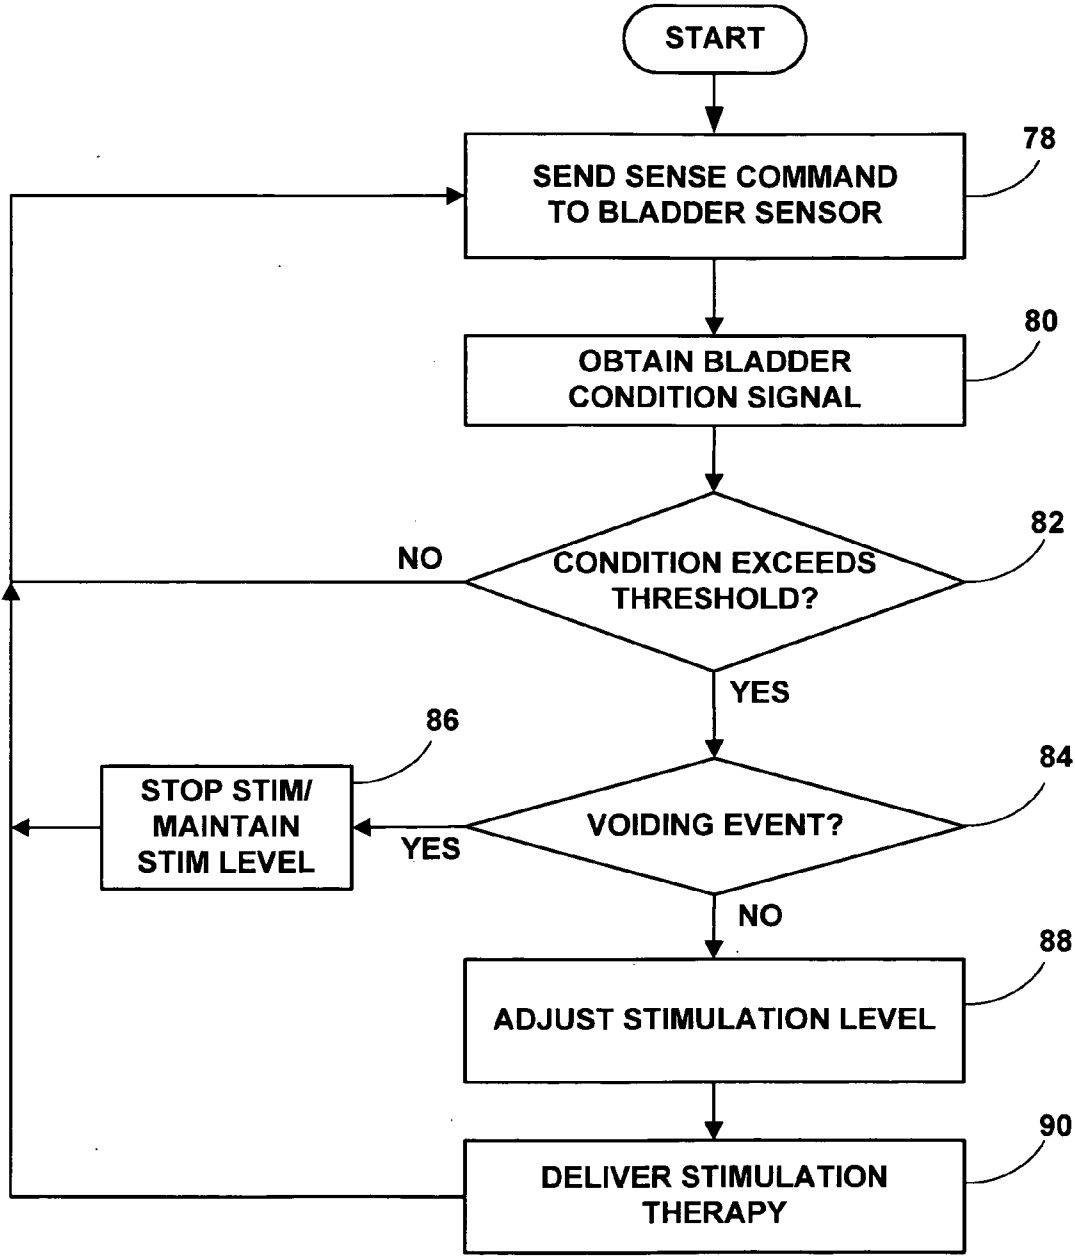 START
78
SEND SENSE COMMAND
TO BLADDER SENSOR
80
OBTAIN BLADDER
CONDITION SIGNAL
82
NO
CONDITION EXCEEDS
THRESHOLD?
YES
86
84
STOP STIM/
MAINTAIN
STIM LEVEL
YES
VOIDING EVENT?
NO
88
ADJUST STIMULATION LEVEL
90
DELIVER STIMULATION
THERAPY